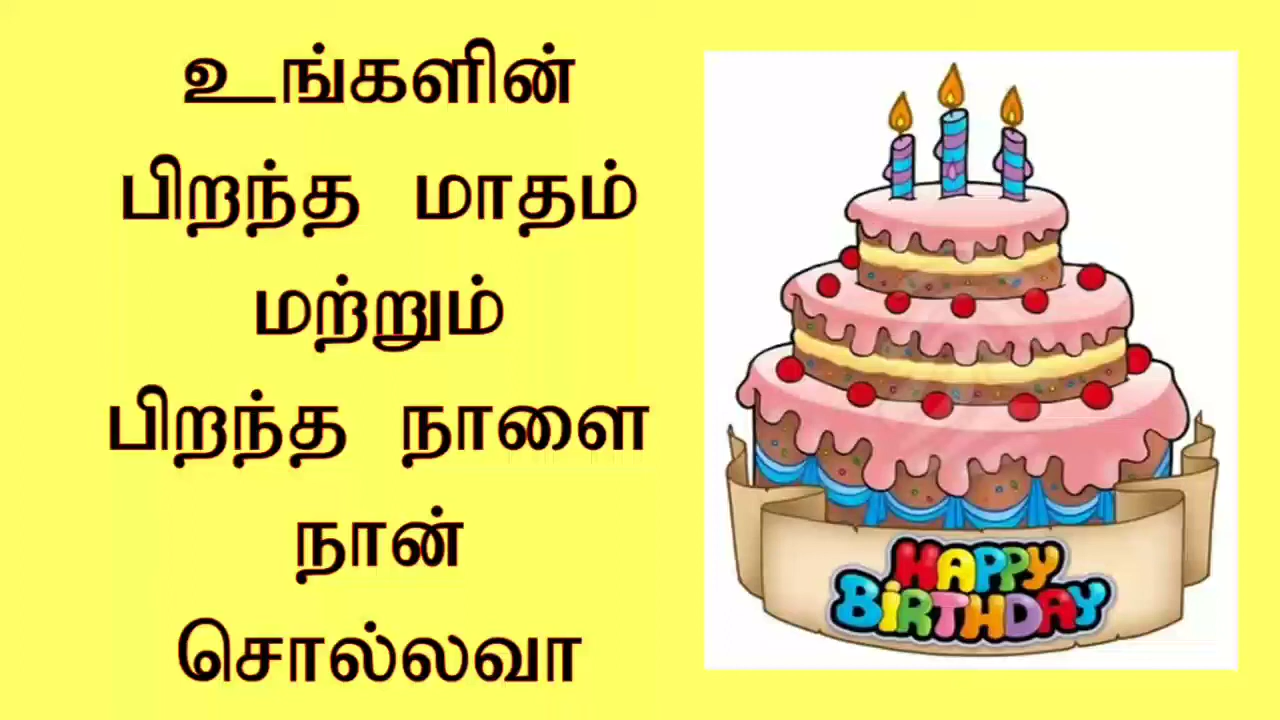 உங்களின்
பிறந்த மாதம்
மற்றும்
பிறந்த நாளை
நான்
சொல்லவா
HAPPY
BiRTHDAY